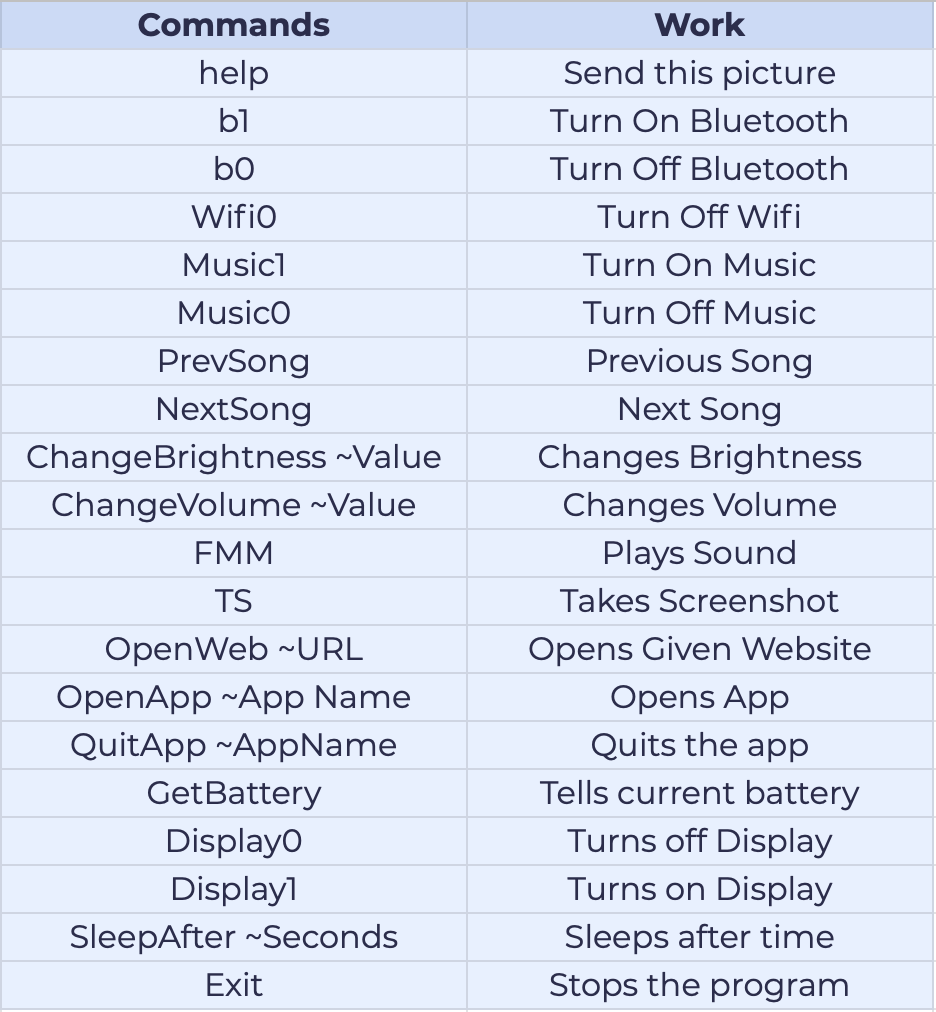 Commands Work
help Send this picture
b1 Turn On Bluetooth
b0 Turn Off Bluetooth
Wifi0 Turn Off Wifi
Music1 Turn On Music
Music0 Turn Off Music
PrevSong Previous Song
NextSong Next Song
ChangeBrightness ~Value Changes Brightness
ChangeVolume ~Value Changes Volume
FMM Plays Sound
TS Takes Screenshot
OpenWeb ~URL Opens Given Website
OpenApp ~App Name Opens App
QuitApp ~AppName Quits the app
GetBattery Tells current battery
Display0 Turns off Display
Display1 Turns on Display
SleepAfter ~Seconds Sleeps after time
Exit Stops the program